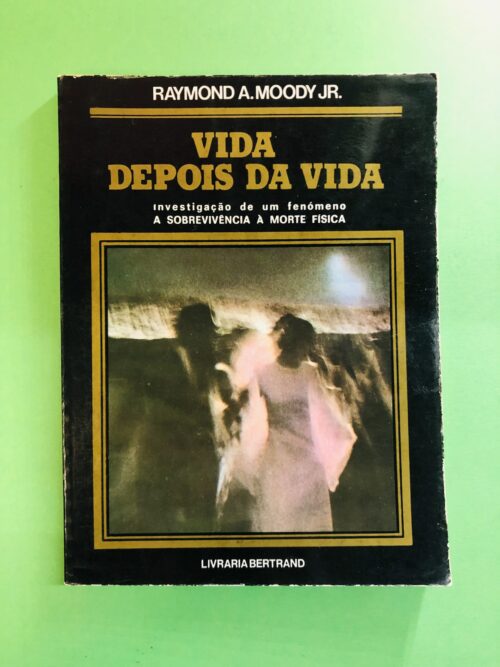 RAYMOND A. MOODY JR.
VIDA
DEPOIS DA VIDA
Investigação de um fenómeno
A SOBREVIVÊNCIA À MORTE FÍSICA
LIVRARIA BERTRAND